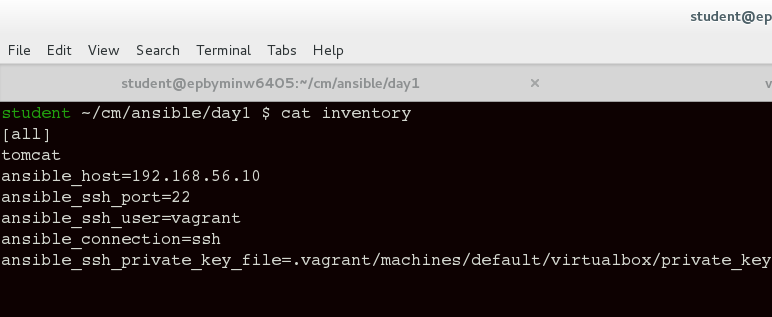 student@ep
File Edit View Search Terminal Tabs Help
student@epbyminw6405:~/cm/ansible/day1 × v
student ~/cm/ansible/day1 $ cat inventory
[all]
tomcat
ansible_host=192.168.56.10
ansible_ssh_port=22
ansible_ssh_user=vagrant
ansible_connection=ssh
ansible_ssh_private_key_file=.vagrant/machines/default/virtualbox/private_key